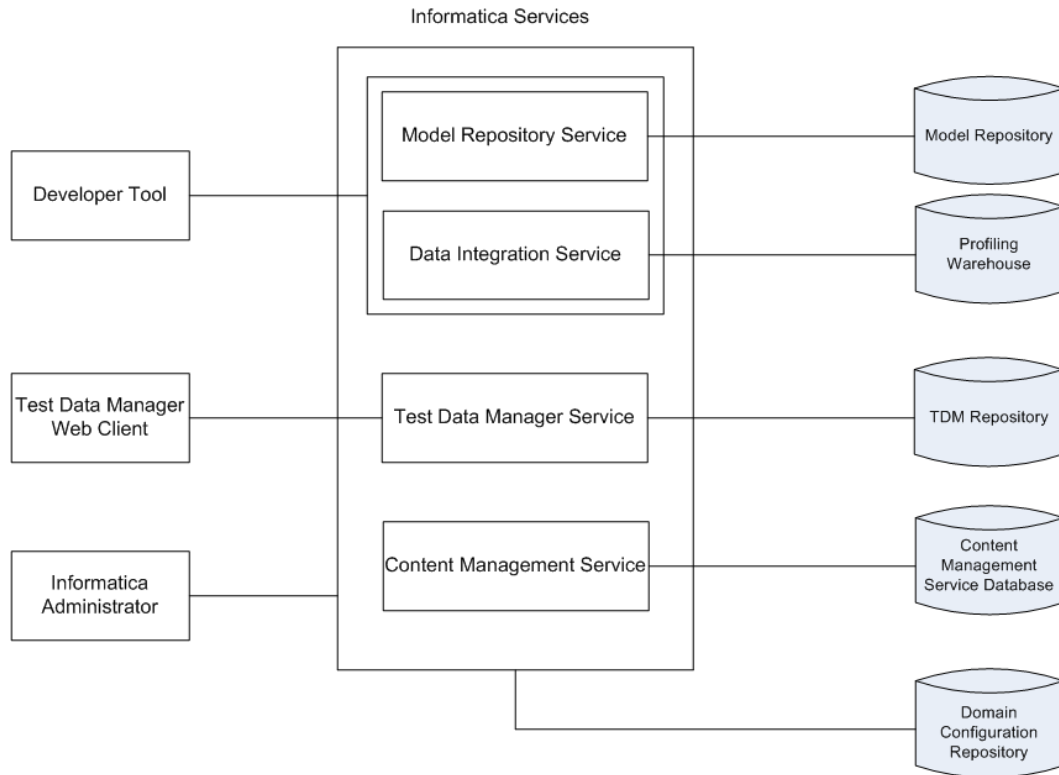 Informatica Services
Model Repository Service
Model Repository
Developer Tool
Data Integration Service
Profiling
Warehouse
Test Data Manager
Web Client
Test Data Manager Service
TDM Repository
Content Management Service
Content
Management
Service Database
Informatica
Administrator
Domain
Configuration
Repository